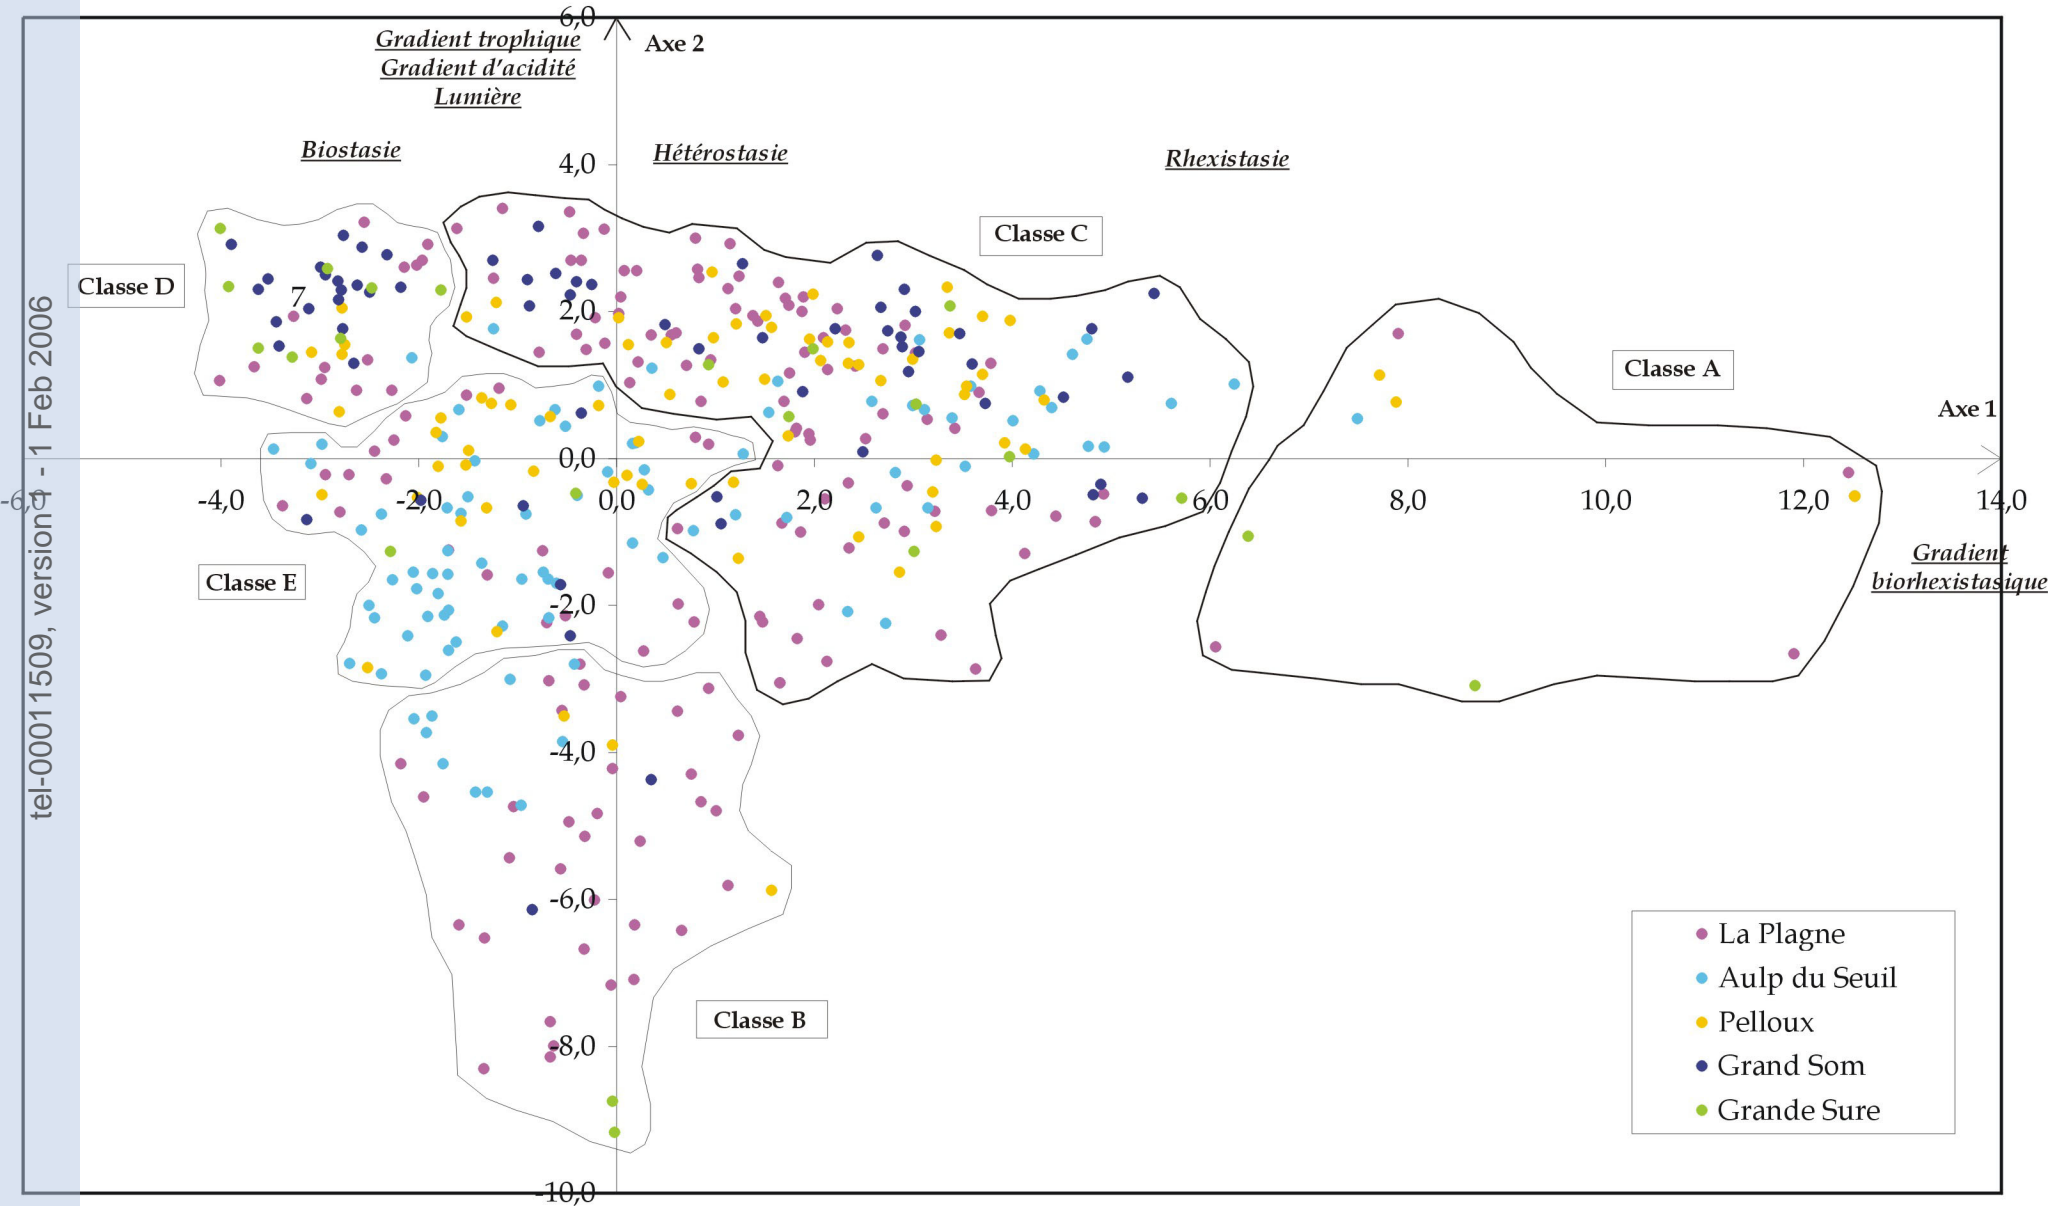 6,0
Gradient trophique
Axe 2
Gradient d'acidité
Lumière
Biostasie
Hétérostasie
Rhexistasie
4,0
Classe C
Classe D
7
2,0
Classe A
Axe 1
0,0
-6,0
-4,0
-2,0
0,0
2,0
4,0
6,0
8,0
10,0
12,0
14,0
Gradient
biorhexistasique
Classe E
-2,0
-4,0
-6,0
Classe B
-8,0
-10,0
La Plagne
Aulp du Seuil
Pelloux
Grand Som
Grande Sure
tel-00011509, version 1 - 1 Feb 2006